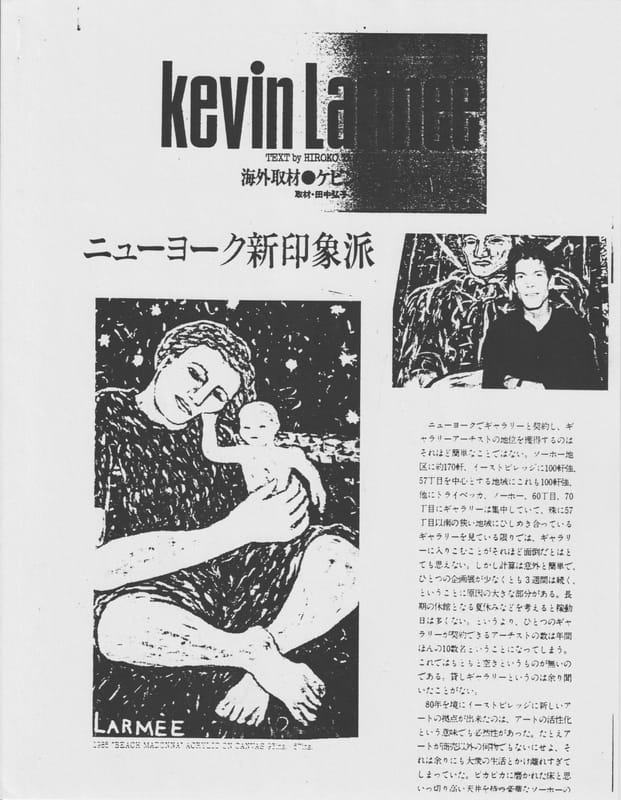 kevin Larmee
TEXT by HIROKO
海外取材●ケビ
取材・田中弘子
ニューヨーク新印象派
LARMEE
1985 "BEACH MADONNA" ACRYLIC ON CANVAS
ニューヨークでギャラリーと契約し、ギ
ャラリーアーチストの地位を獲得するのは
それほど簡単なことではない。ソーホー地
区に約170軒、イーストビレッジに100軒強、
57丁目を中心とする地域にこれも100軒強、
他にトライベッカ、ノーホー、60丁目、70
丁目にギャラリーは集中していて、殊に57
丁目以南の狭い地域にひしめき合っている
ギャラリーを見ている限りでは、ギャラリ
ーに入りこむことがそれほど面倒だとはと
ても思えない。しかし計算は意外と簡単で、
ひとつの企画展が少なくとも3週間は続く、
ということに原因の大きな部分がある。長
期の休館となる夏休みなどを考えると稼動
日は多くない。というより、ひとつのギャ
ラリーが契約できるアーチストの数は年間
ほんの10数名ということになってしまう。
これではもともと空きというものが無いの
である。貸しギャラリーというのは余り聞
いたことがない。
80年を境にイーストビレッジに新しいア
ートの拠点が出来たのは、アートの活性化
という意味でも必然性があった。たとえア
ートが商売以外の何物でもないにせよ、そ
れは余りにも大衆の生活とかけ離れすぎて
しまっていた。ピカピカに磨かれた床と思
いっ切り高い天井を持つ豪華なソーホーの